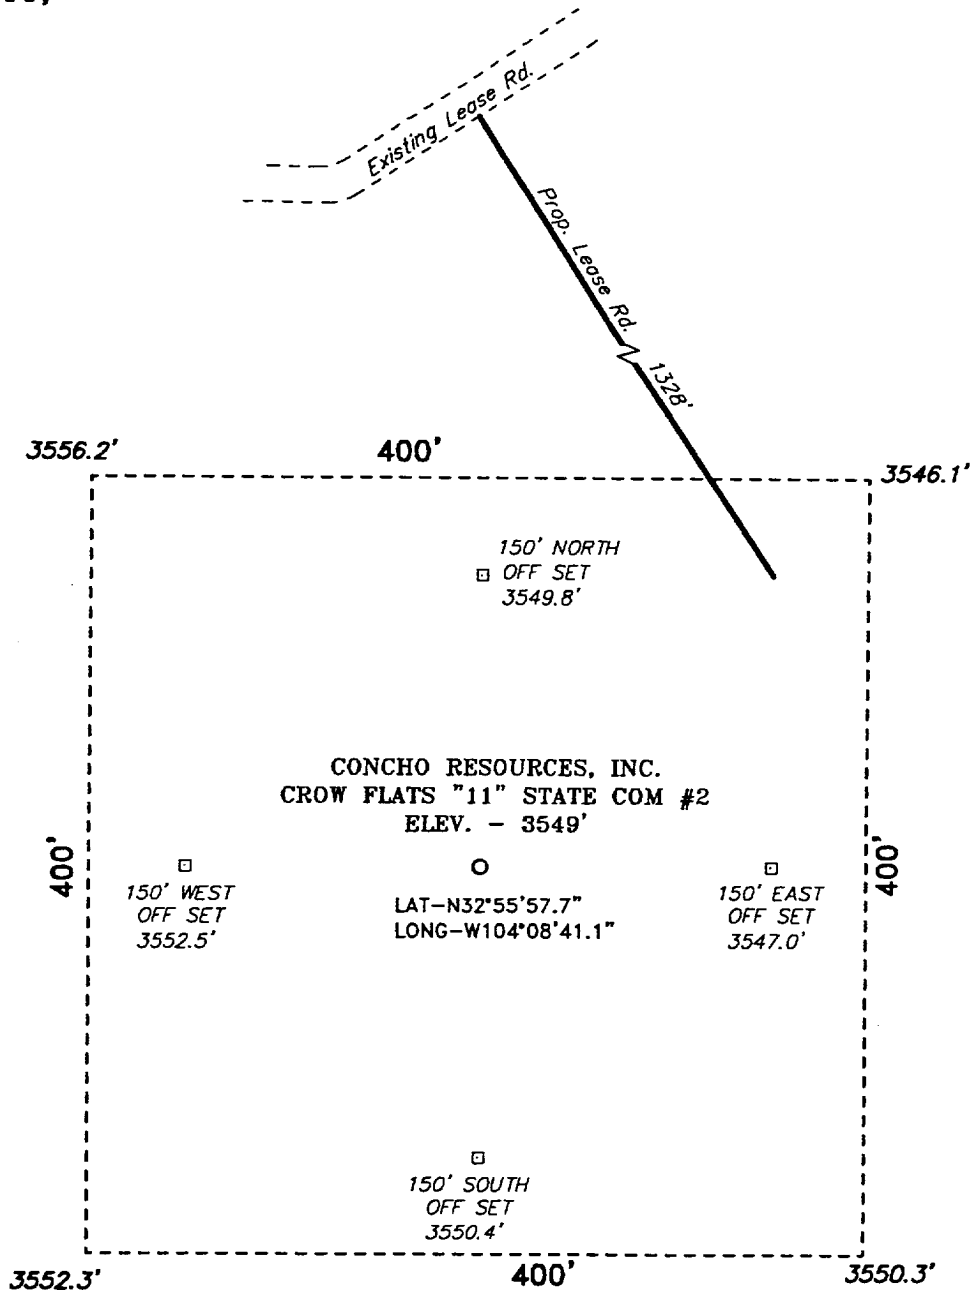 Existing Lease Rd.
Prop. Lease Rd. 1328'
3556.2'
400'
3546.1'
150' NORTH
OFF SET
3549.8'
CONCHO RESOURCES, INC.
CROW FLATS "11" STATE COM #2
ELEV. - 3549'
400'
400'
150' WEST
OFF SET
3552.5'
LAT-N32°55'57.7"
LONG-W104°08'41.1"
150' EAST
OFF SET
3547.0'
150' SOUTH
OFF SET
3550.4'
3552.3'
400'
3550.3'